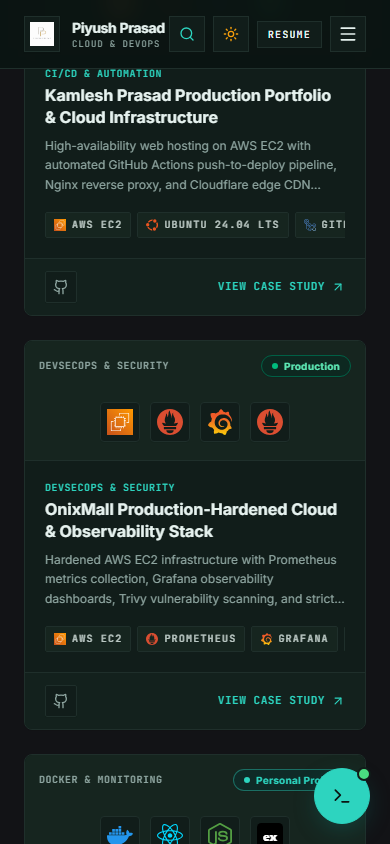 Piyush Prasad
CLOUD & DEVOPS
RESUME
CI/CD & AUTOMATION
Kamlesh Prasad Production Portfolio
& Cloud Infrastructure
High-availability web hosting on AWS EC2 with
automated GitHub Actions push-to-deploy pipeline,
Nginx reverse proxy, and Cloudflare edge CDN...
AWS EC2
UBUNTU 24.04 LTS
VIEW CASE STUDY
DEVSECOPS & SECURITY
Production
DEVSECOPS & SECURITY
OnixMall Production-Hardened Cloud
& Observability Stack
Hardened AWS EC2 infrastructure with Prometheus
metrics collection, Grafana observability
dashboards, Trivy vulnerability scanning, and strict...
AWS EC2
PROMETHEUS
GRAFANA
VIEW CASE STUDY
DOCKER & MONITORING
Personal
ex